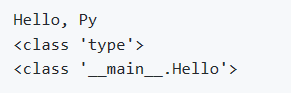 Hello, Py
<class 'type'>
<class '__main__.Hello'>